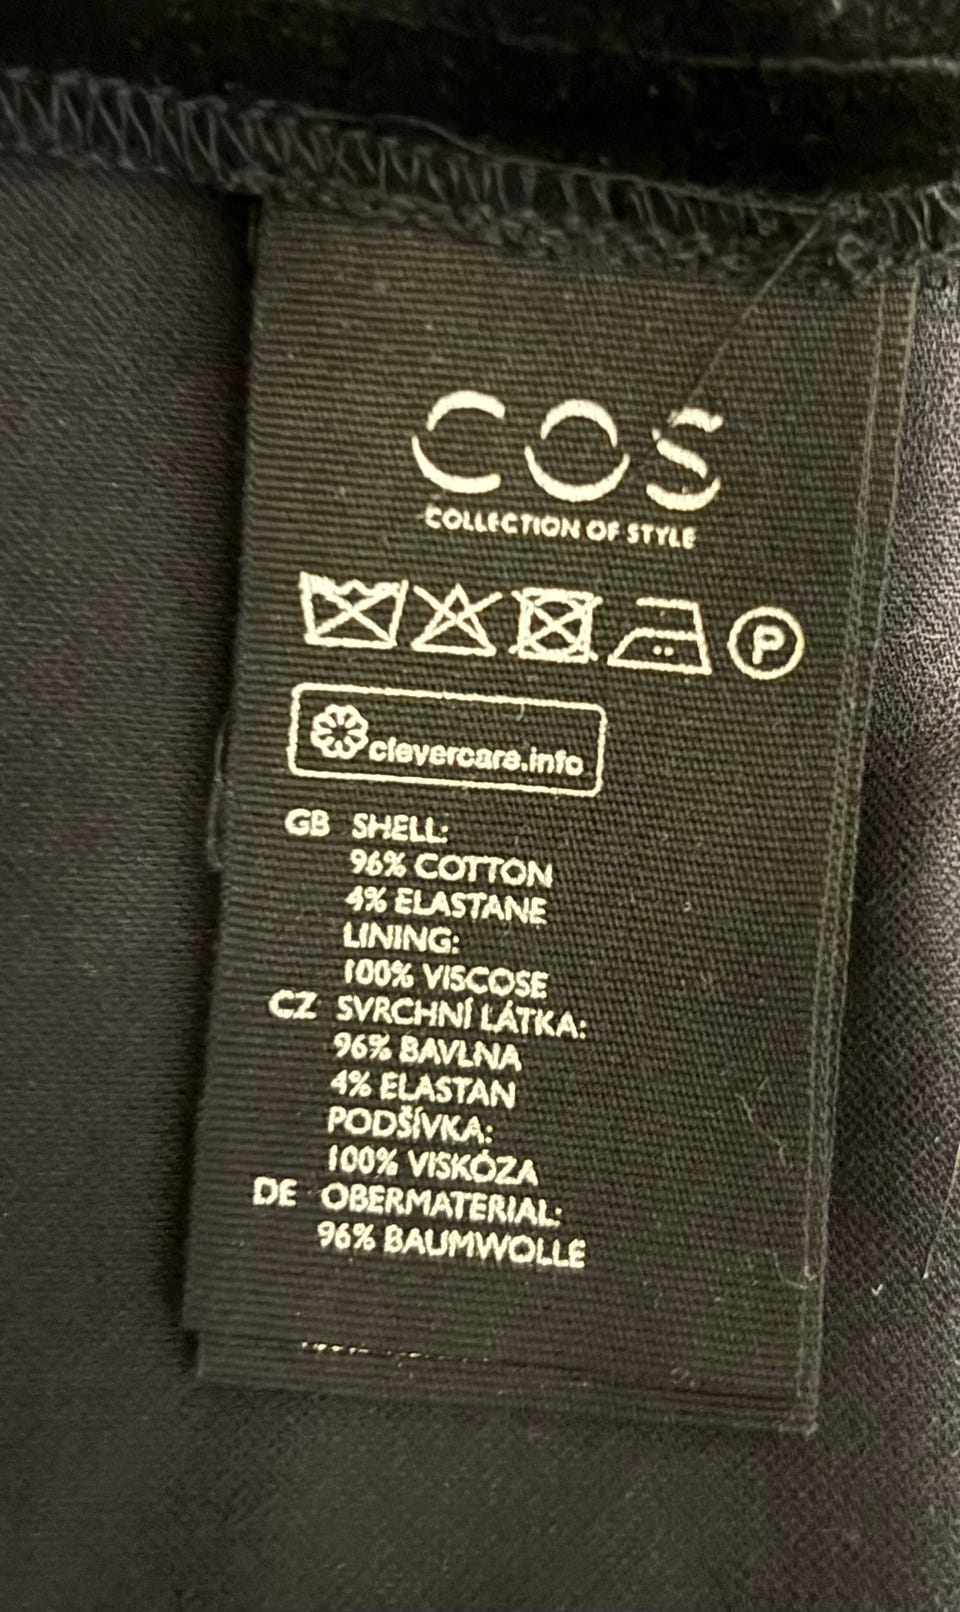 COS
COLLECTION OF STYLE
P
clevercare.info
GB SHELL:
96% COTTON
4% ELASTANE
LINING:
100% VISCOSE
CZ SVRCHNÍ LÁTKA:
96% BAVLNA
4% ELASTAN
PODŠÍVKA:
100% VISKÓZA
DE OBERMATERIAL:
96% BAUMWOLLE